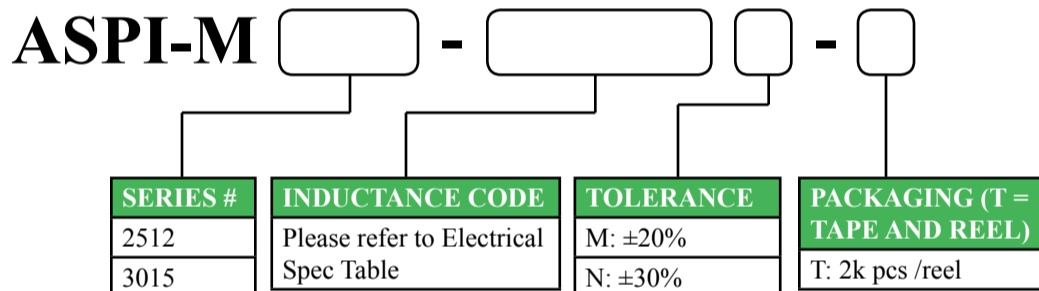 ASPI-M - -
SERIES #
2512
3015
INDUCTANCE CODE
Please refer to Electrical
Spec Table
TOLERANCE
M: ±20%
N: ±30%
PACKAGING (T =
TAPE AND REEL)
T: 2k pcs /reel